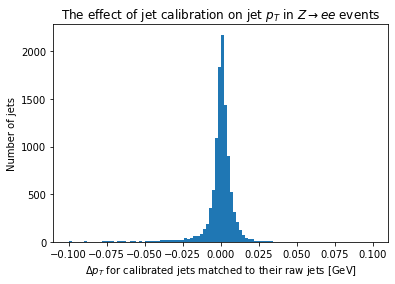 The effect of jet calibration on jet $p_T$ in $Z \rightarrow ee$ events
2000
1500
1000
500
0
Number of jets
−0.100 −0.075 −0.050 −0.025 0.000 0.025 0.050 0.075 0.100
$\Delta p_T$ for calibrated jets matched to their raw jets [GeV]